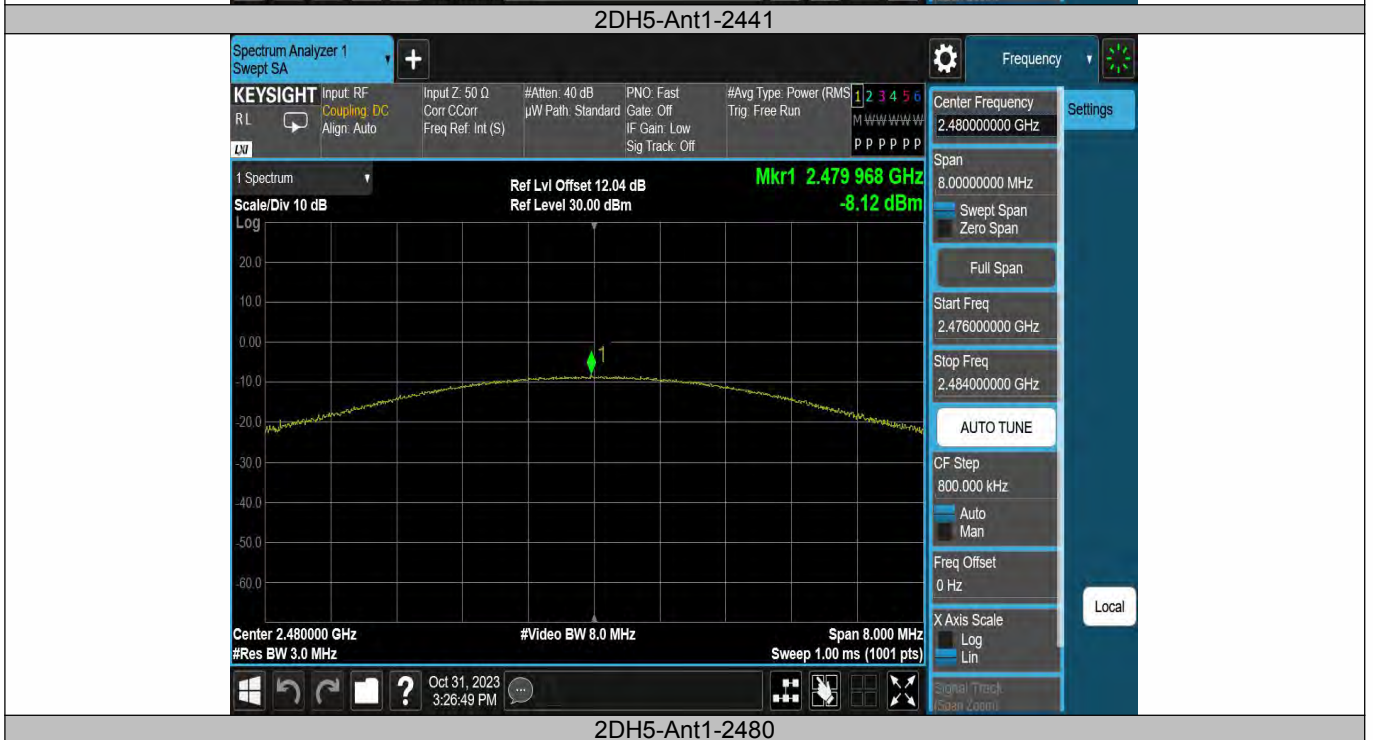 2DH5-Ant1-2441
Spectrum Analyzer 1
Swept SA
+
Frequency
KEYSIGHT
RL
LXI
Input: RF
Coupling: DC
Align: Auto
Input Z: 50 Ω
Corr CCorr
Freq Ref: Int (S)
#Atten: 40 dB
µW Path: Standard
PNO: Fast
Gate: Off
IF Gain: Low
Sig Track: Off
#Avg Type: Power (RMS
Trig: Free Run
1 2 3 4 5 6
M W W W W W
P P P P P P
Center Frequency
2.480000000 GHz
Settings
Span
8.00000000 MHz
Swept Span
Zero Span
Full Span
Start Freq
2.476000000 GHz
Stop Freq
2.484000000 GHz
AUTO TUNE
CF Step
800.000 kHz
Auto
Man
Freq Offset
0 Hz
X Axis Scale
Log
Lin
Signal Track
(Span Zoom)
Local
1 Spectrum
Scale/Div 10 dB
Ref Lvl Offset 12.04 dB
Ref Level 30.00 dBm
Mkr1 2.479 968 GHz
-8.12 dBm
Log
20.0
10.0
0.00
-10.0
-20.0
-30.0
-40.0
-50.0
-60.0
1
Center 2.480000 GHz
#Res BW 3.0 MHz
#Video BW 8.0 MHz
Span 8.000 MHz
Sweep 1.00 ms (1001 pts)
?
Oct 31, 2023
3:26:49 PM
2DH5-Ant1-2480